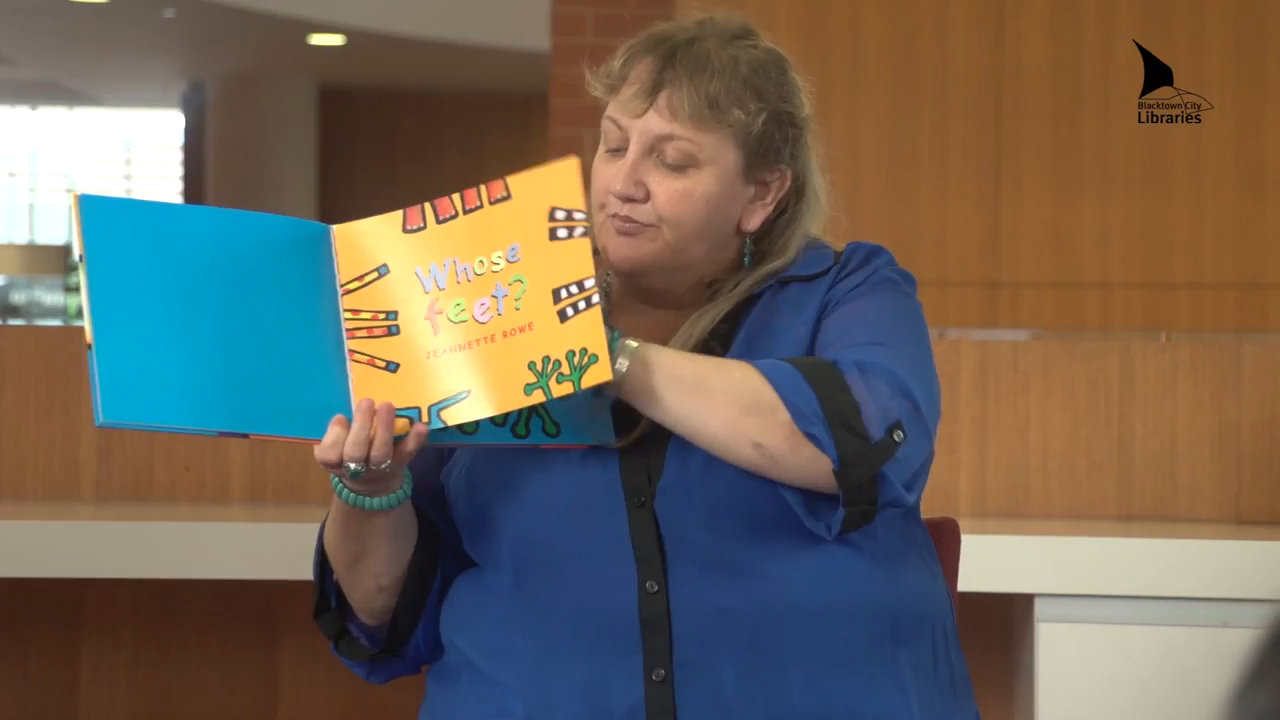 Whose
feet?
JEANNETTE ROWE
Blacktown City
Libraries